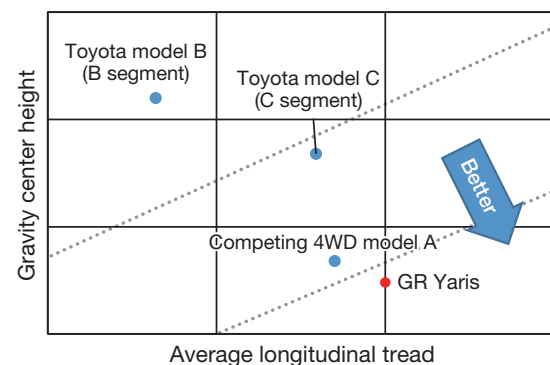 Toyota model B
(B segment)
Toyota model C
(C segment)
Better
Competing 4WD model A
GR Yaris
Gravity center height
Average longitudinal tread